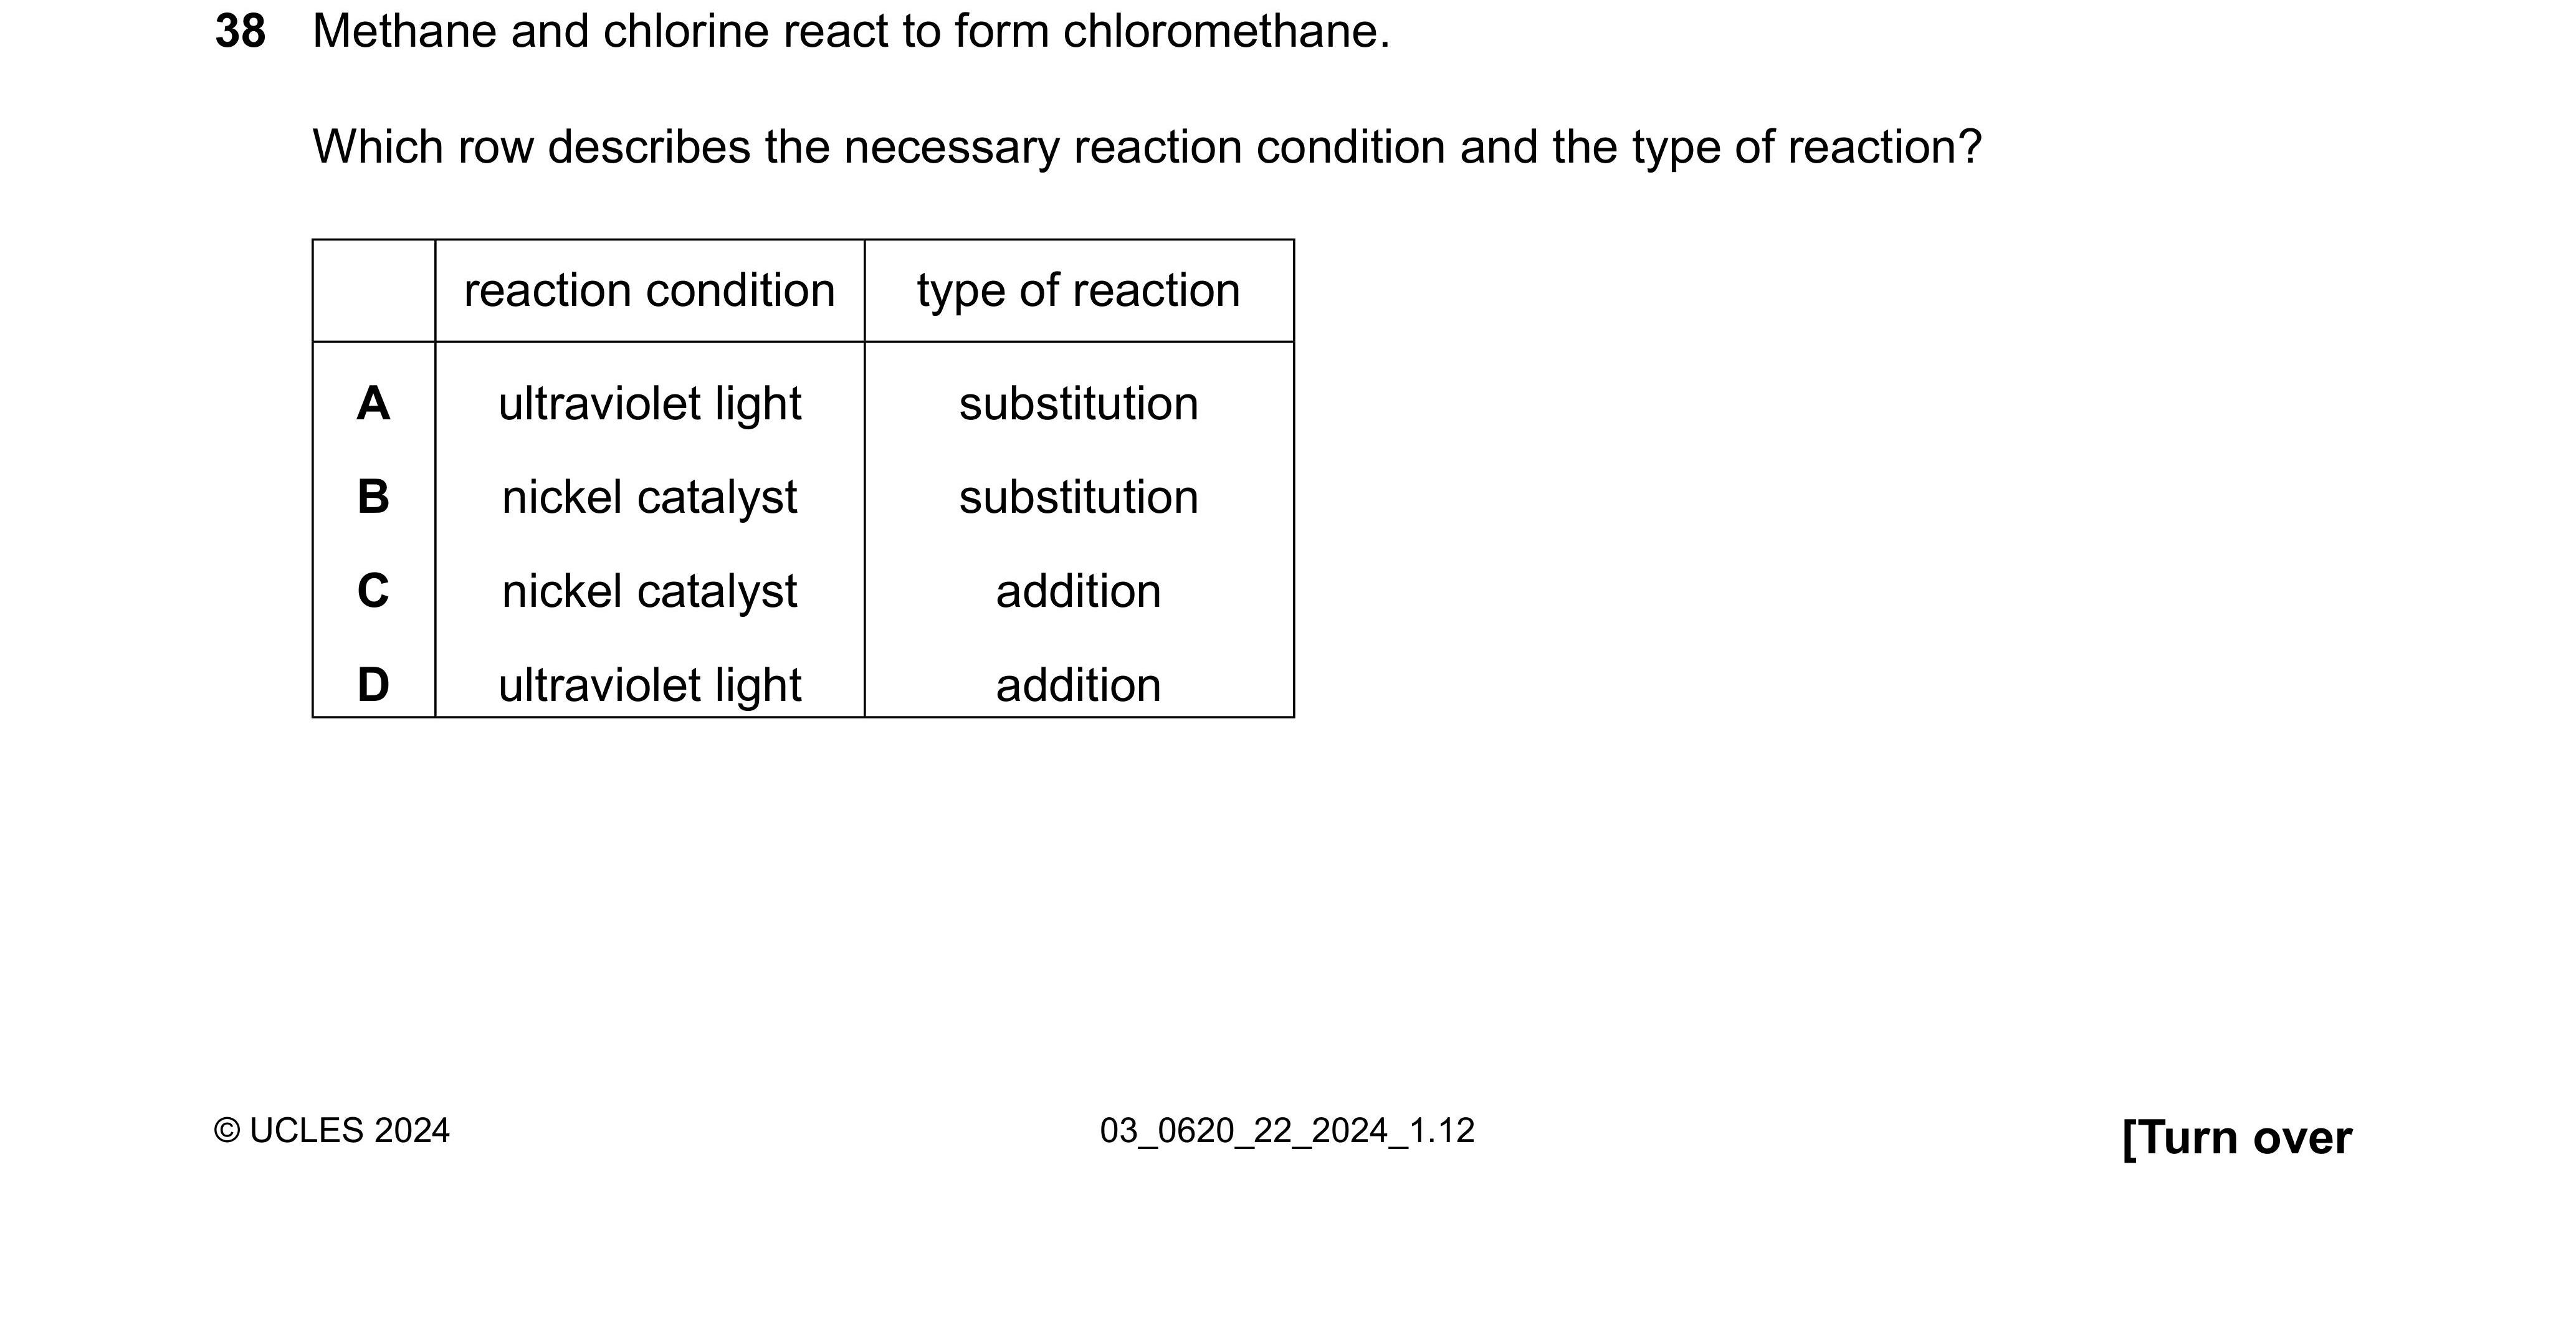 38 Methane and chlorine react to form chloromethane.
Which row describes the necessary reaction condition and the type of reaction?
reaction condition type of reaction
A ultraviolet light substitution
B nickel catalyst substitution
C nickel catalyst addition
D ultraviolet light addition
© UCLES 2024 03_0620_22_2024_1.12 [Turn over